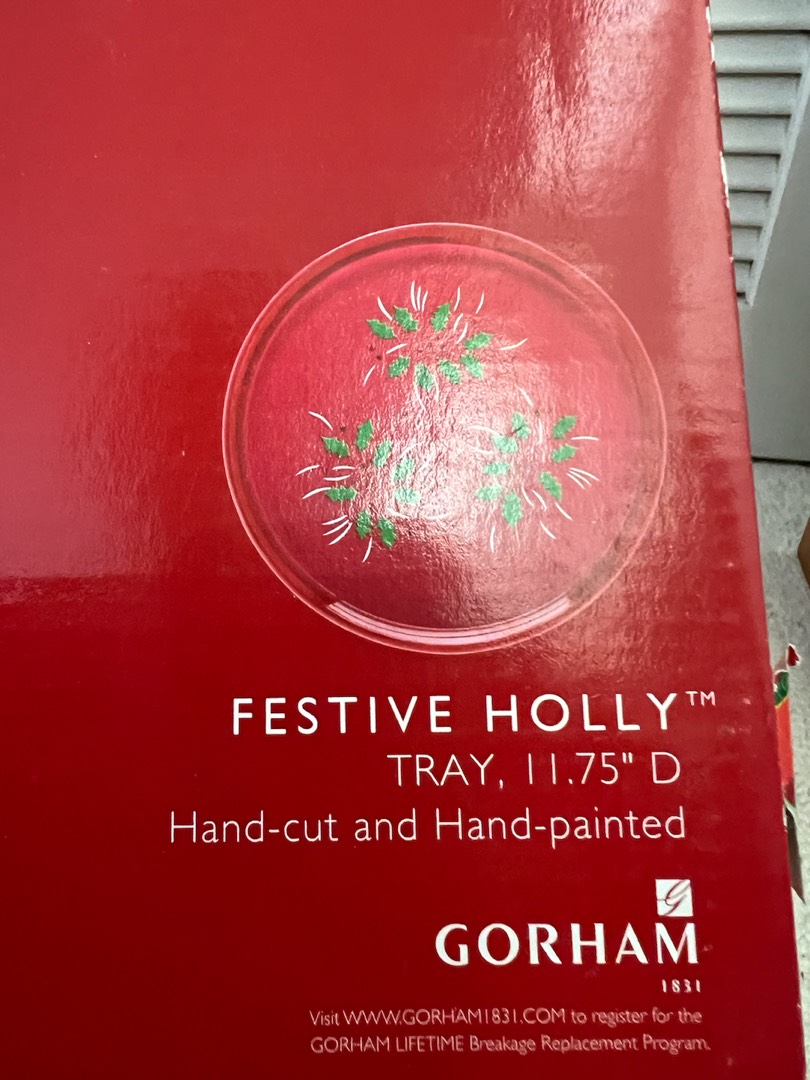 FESTIVE HOLLY™
TRAY, 11.75" D
Hand-cut and Hand-painted
G
GORHAM
1831
Visit WWW.GORHAM1831.COM to register for the
GORHAM LIFETIME Breakage Replacement Program.